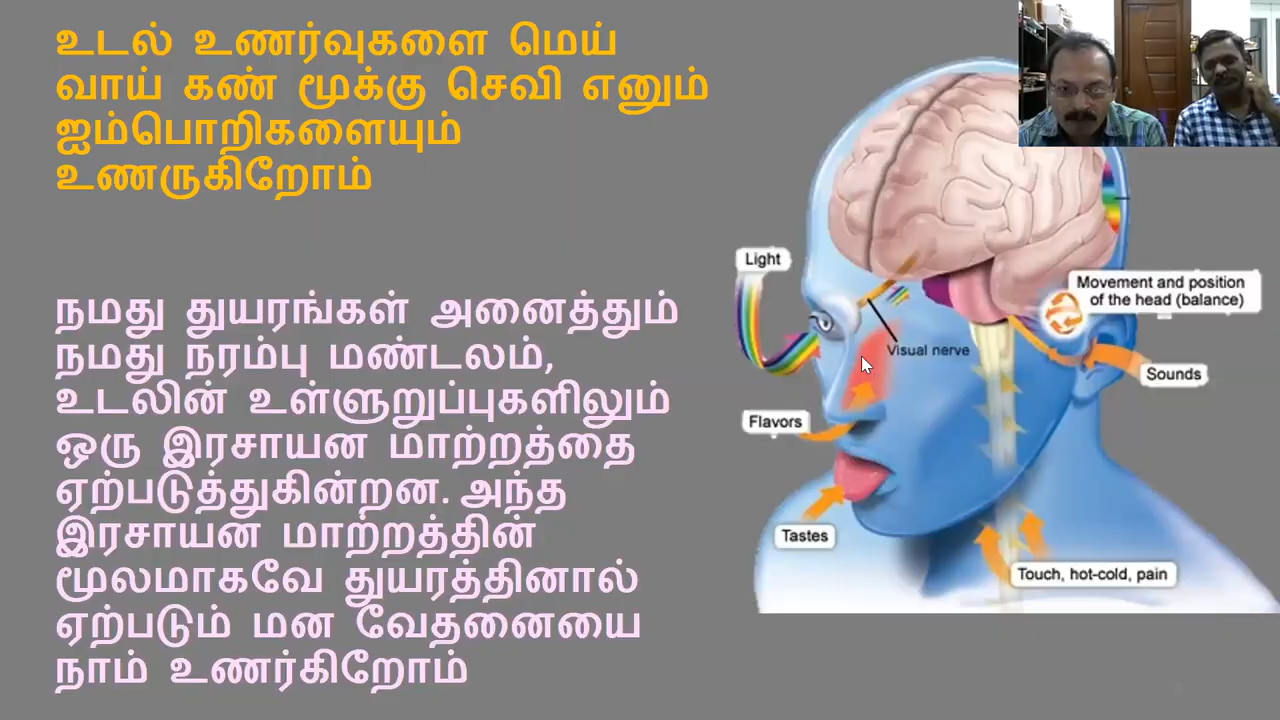 உடல் உணர்வுகளை மெய்
வாய் கண் மூக்கு செவி எனும்
ஐம்பொறிகளையும்
உணருகிறோம்
நமது துயரங்கள் அனைத்தும்
நமது நரம்பு மண்டலம்,
உடலின் உள்ளுறுப்புகளிலும்
ஒரு இரசாயன மாற்றத்தை
ஏற்படுத்துகின்றன. அந்த
இரசாயன மாற்றத்தின்
மூலமாகவே துயரத்தினால்
ஏற்படும் மன வேதனையை
நாம் உணர்கிறோம்
Light
Movement and position
of the head (balance)
Visual nerve
Sounds
Flavors
Tastes
Touch, hot-cold, pain